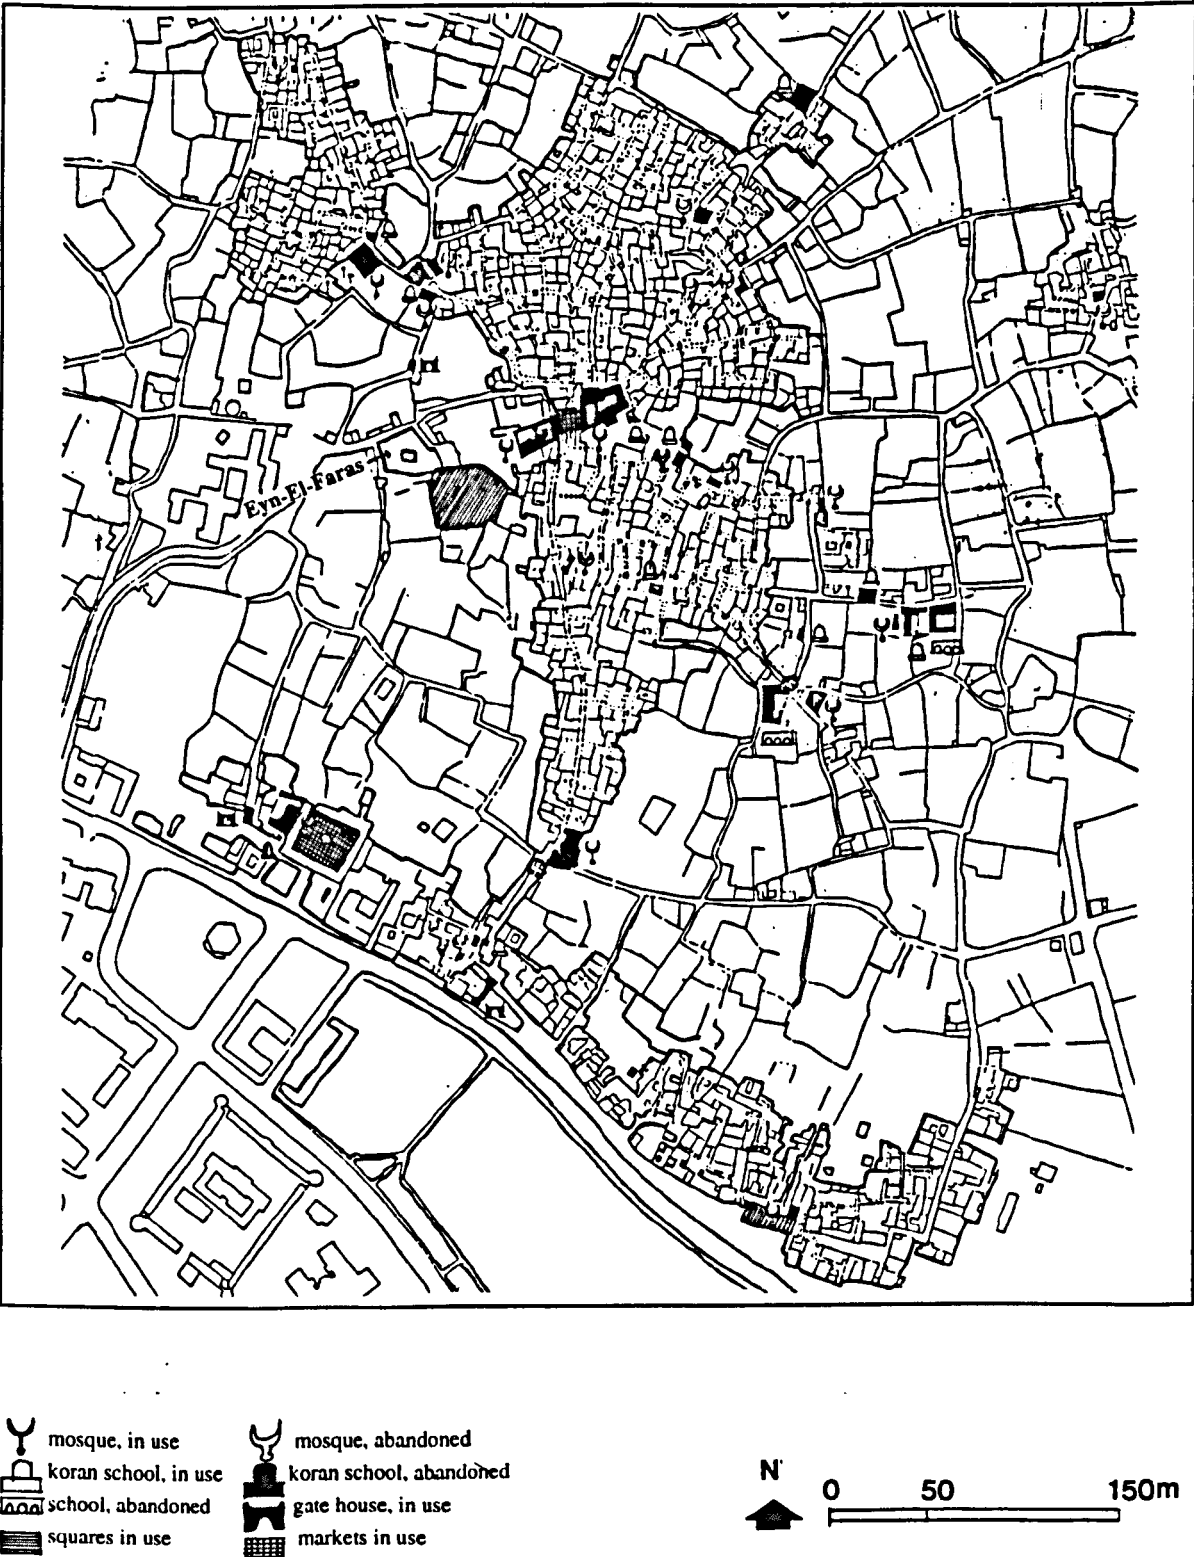 Eyn-El-Faras
mosque, in use
mosque, abandoned
koran school, in use
koran school, abandoned
school, abandoned
gate house, in use
squares in use
markets in use
N
0 50 150m